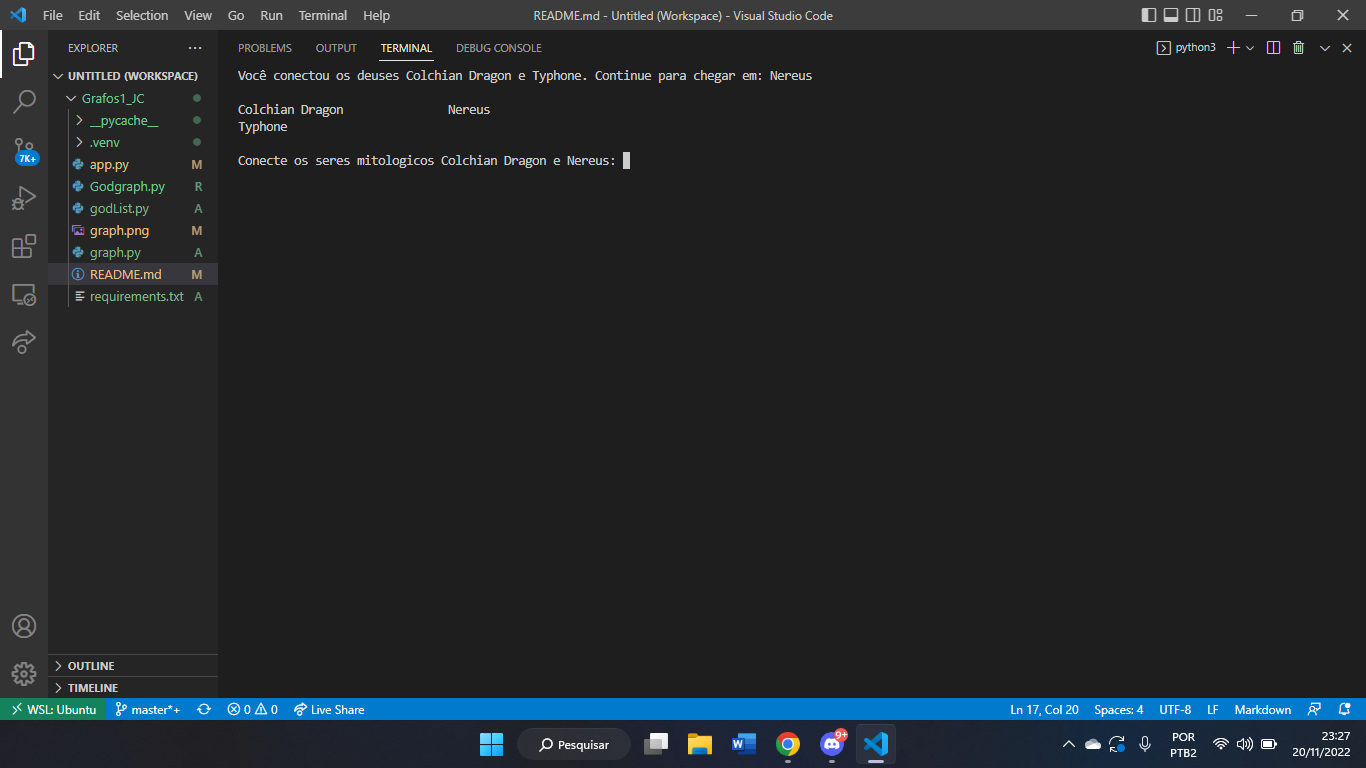 File Edit Selection View Go Run Terminal Help README.md - Untitled (Workspace) - Visual Studio Code
EXPLORER
UNTITLED (WORKSPACE)
Grafos1_JC
__pycache__
.venv
app.py M
Godgraph.py R
godList.py A
graph.png M
graph.py A
README.md M
requirements.txt A
OUTLINE
TIMELINE
7K+
PROBLEMS OUTPUT TERMINAL DEBUG CONSOLE python3
Você conectou os deuses Colchian Dragon e Typhone. Continue para chegar em: Nereus
Colchian Dragon Nereus
Typhone
Conecte os seres mitologicos Colchian Dragon e Nereus:
WSL: Ubuntu master*+ 0 0 Live Share Ln 17, Col 20 Spaces: 4 UTF-8 LF Markdown
Pesquisar
9+
POR
PTB2
23:27
20/11/2022